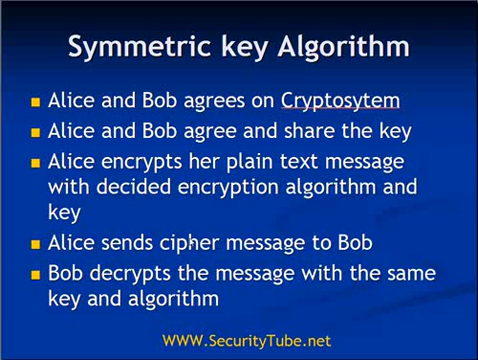 Symmetric key Algorithm
Alice and Bob agrees on Cryptosytem
Alice and Bob agree and share the key
Alice encrypts her plain text message
with decided encryption algorithm and
key
Alice sends cipher message to Bob
Bob decrypts the message with the same
key and algorithm
WWW.SecurityTube.net